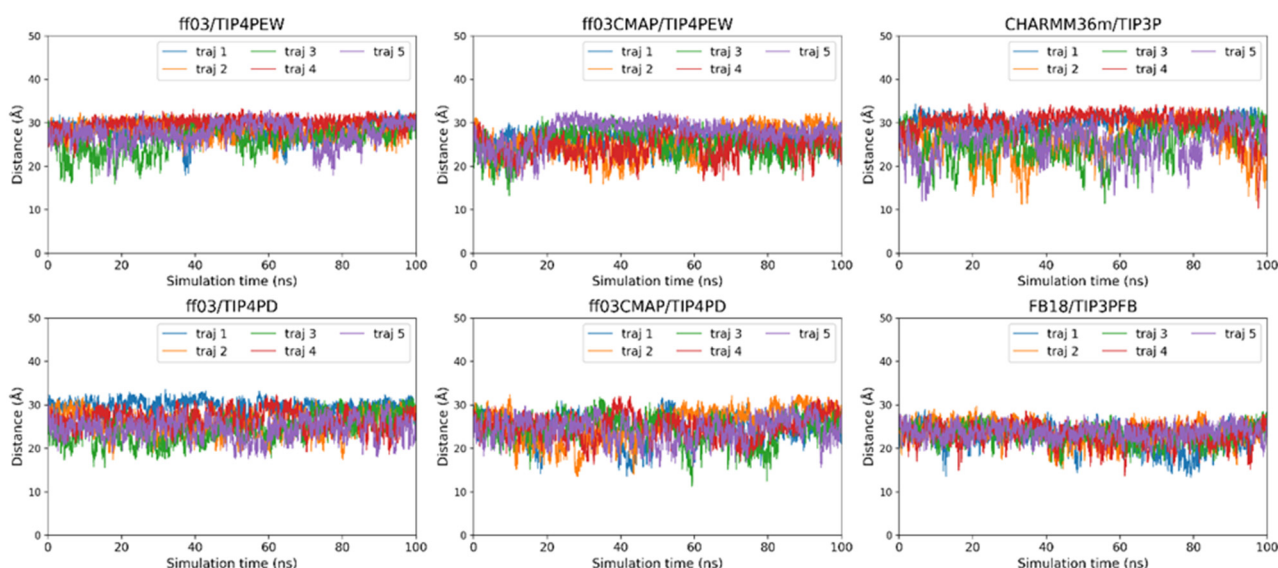 ff03/TIP4PEW
50
40
30
20
10
0
Distance (Å)
traj 1 traj 3 traj 5
traj 2 traj 4
0 20 40 60 80 100
Simulation time (ns)
ff03CMAP/TIP4PEW
50
40
30
20
10
0
Distance (Å)
traj 1 traj 3 traj 5
traj 2 traj 4
0 20 40 60 80 100
Simulation time (ns)
CHARMM36m/TIP3P
50
40
30
20
10
0
Distance (Å)
traj 1 traj 3 traj 5
traj 2 traj 4
0 20 40 60 80 100
Simulation time (ns)
ff03/TIP4PD
50
40
30
20
10
0
Distance (Å)
traj 1 traj 3 traj 5
traj 2 traj 4
0 20 40 60 80 100
Simulation time (ns)
ff03CMAP/TIP4PD
50
40
30
20
10
0
Distance (Å)
traj 1 traj 3 traj 5
traj 2 traj 4
0 20 40 60 80 100
Simulation time (ns)
FB18/TIP3PFB
50
40
30
20
10
0
Distance (Å)
traj 1 traj 3 traj 5
traj 2 traj 4
0 20 40 60 80 100
Simulation time (ns)